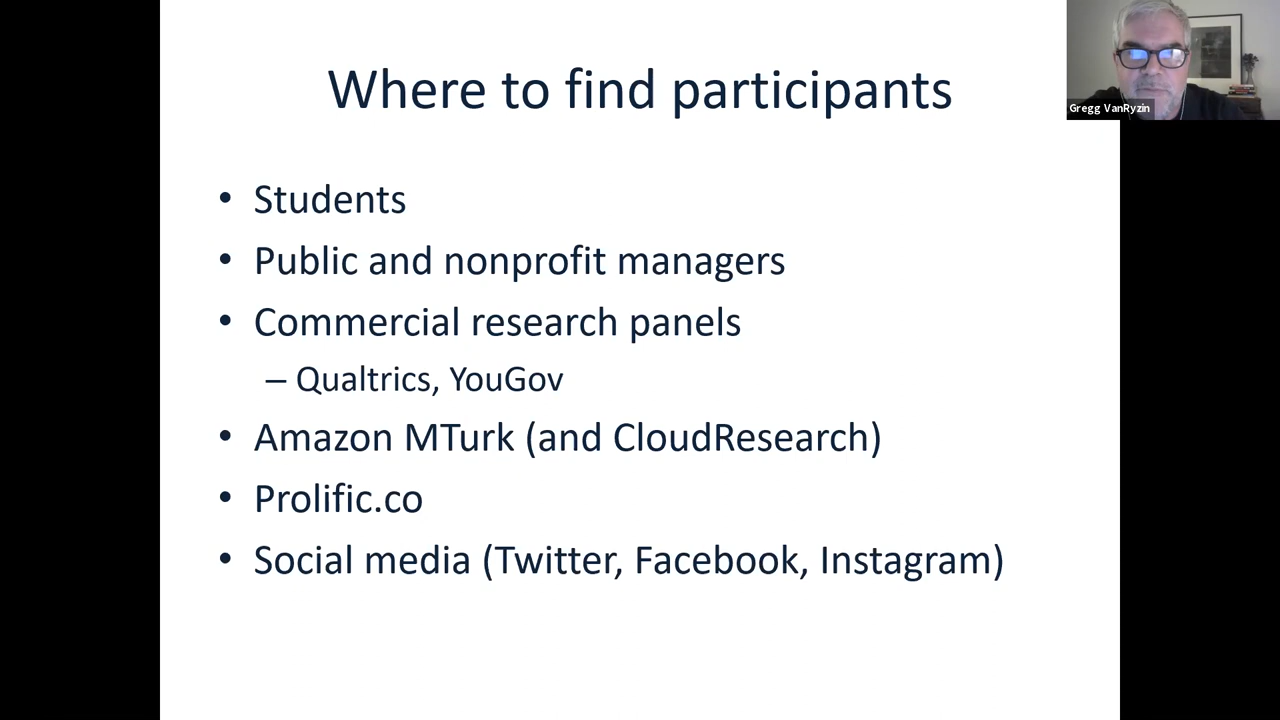 Where to find participants
Gregg VanRyzin
• Students
• Public and nonprofit managers
• Commercial research panels
– Qualtrics, YouGov
• Amazon MTurk (and CloudResearch)
• Prolific.co
• Social media (Twitter, Facebook, Instagram)